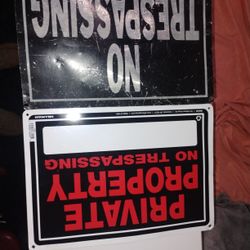 NO
TRESPASSING
PRIVATE
PROPERTY
NO TRESPASSING